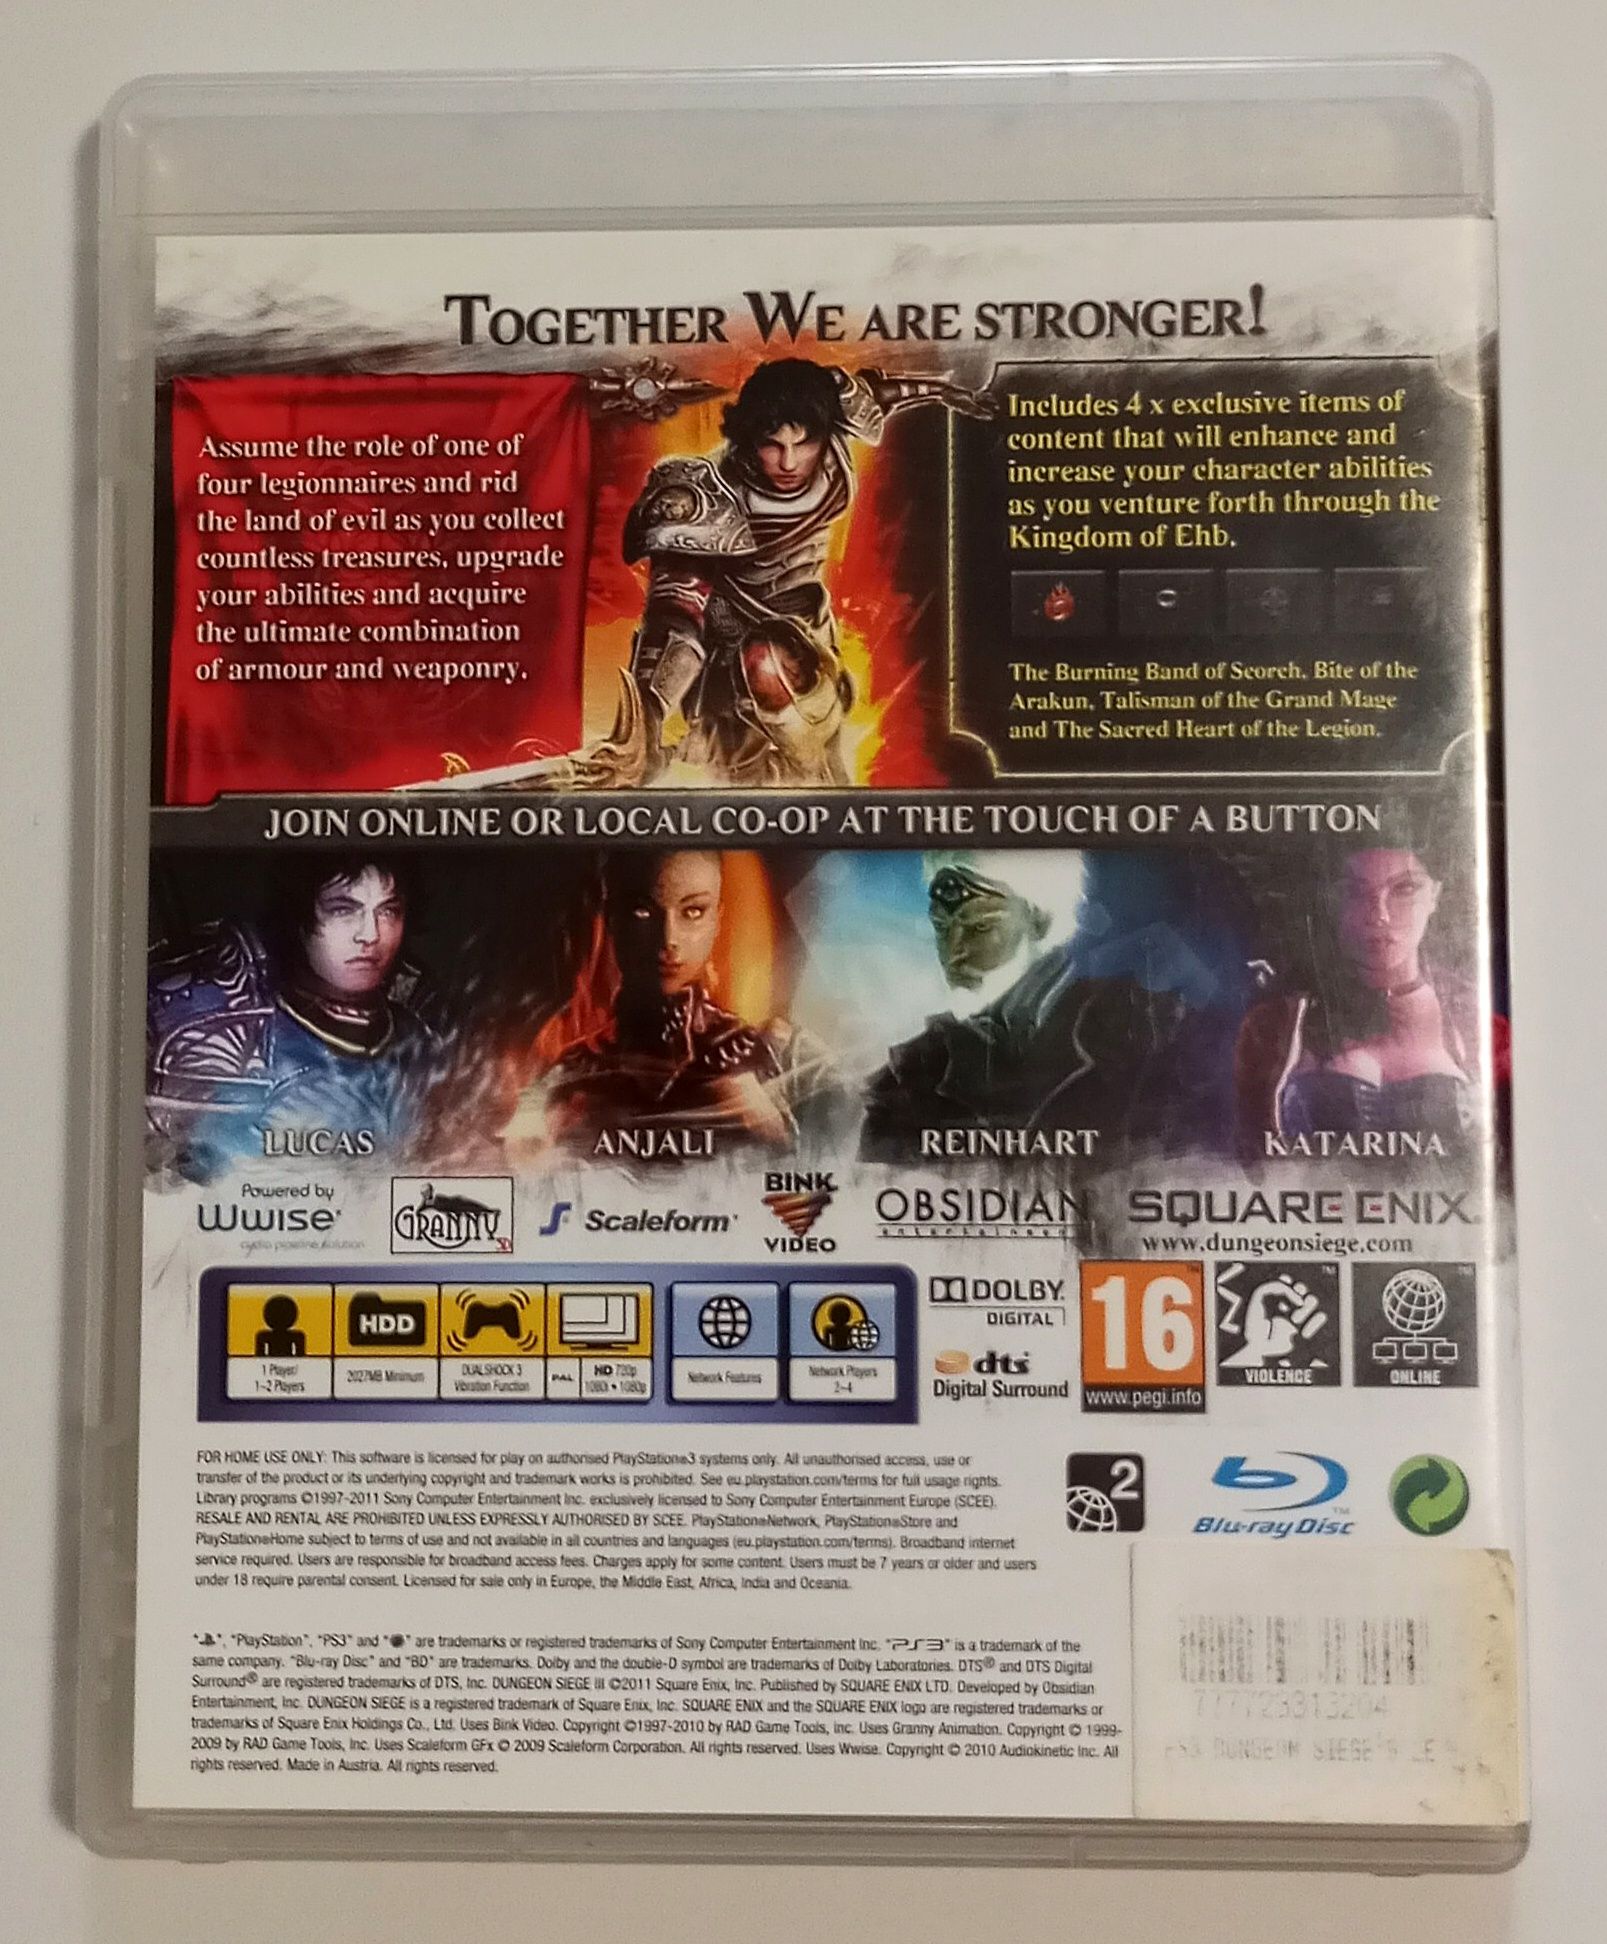 TOGETHER WE ARE STRONGER!
Assume the role of one of
four legionnaires and rid
the land of evil as you collect
countless treasures, upgrade
your abilities and acquire
the ultimate combination
of armour and weaponry.
Includes 4 x exclusive items of
content that will enhance and
increase your character abilities
as you venture forth through the
Kingdom of Ehb.
The Burning Band of Scorch, Bite of the
Arakun, Talisman of the Grand Mage
and The Sacred Heart of the Legion.
JOIN ONLINE OR LOCAL CO-OP AT THE TOUCH OF A BUTTON
LUCAS
ANJALI
REINHART
KATARINA
Powered by
Wwise
audio pipeline solution
GRANNY 3D
Scaleform
BINK
VIDEO
OBSIDIAN
entertainment
SQUARE ENIX
www.dungeonsiege.com
HDD
1 Player/
1-2 Players
2027MB Minimum
DUALSHOCK 3
Vibration Function
PAL
HD 720p
1080i • 1080p
Network Features
Network Players
2-4
DOLBY
DIGITAL
dts
Digital Surround
16
www.pegi.info
VIOLENCE
ONLINE
FOR HOME USE ONLY: This software is licensed for play on authorised PlayStation®3 systems only. All unauthorised access, use or
transfer of the product or its underlying copyright and trademark works is prohibited. See eu.playstation.com/terms for full usage rights.
Library programs ©1997-2011 Sony Computer Entertainment Inc. exclusively licensed to Sony Computer Entertainment Europe (SCEE).
RESALE AND RENTAL ARE PROHIBITED UNLESS EXPRESSLY AUTHORISED BY SCEE. PlayStation®Network, PlayStation®Store and
PlayStation®Home subject to terms of use and not available in all countries and languages (eu.playstation.com/terms). Broadband internet
service required. Users are responsible for broadband access fees. Charges apply for some content. Users must be 7 years or older and users
under 18 require parental consent. Licensed for sale only in Europe, the Middle East, Africa, India and Oceania.
2
Blu-ray Disc
" ", "PlayStation", "PS3" and " " are trademarks or registered trademarks of Sony Computer Entertainment Inc. "PS3" is a trademark of the
same company. "Blu-ray Disc" and "BD" are trademarks. Dolby and the double-D symbol are trademarks of Dolby Laboratories. DTS® and DTS Digital
Surround® are registered trademarks of DTS, Inc. DUNGEON SIEGE III ©2011 Square Enix, Inc. Published by SQUARE ENIX LTD. Developed by Obsidian
Entertainment, Inc. DUNGEON SIEGE is a registered trademark of Square Enix, Inc. SQUARE ENIX and the SQUARE ENIX logo are registered trademarks or
trademarks of Square Enix Holdings Co., Ltd. Uses Bink Video. Copyright ©1997-2010 by RAD Game Tools, Inc. Uses Granny Animation. Copyright © 1999-
2009 by RAD Game Tools, Inc. Uses Scaleform GFx © 2009 Scaleform Corporation. All rights reserved. Uses Wwise. Copyright © 2010 Audiokinetic Inc. All
rights reserved. Made in Austria. All rights reserved.
DUNGEON SIEGE